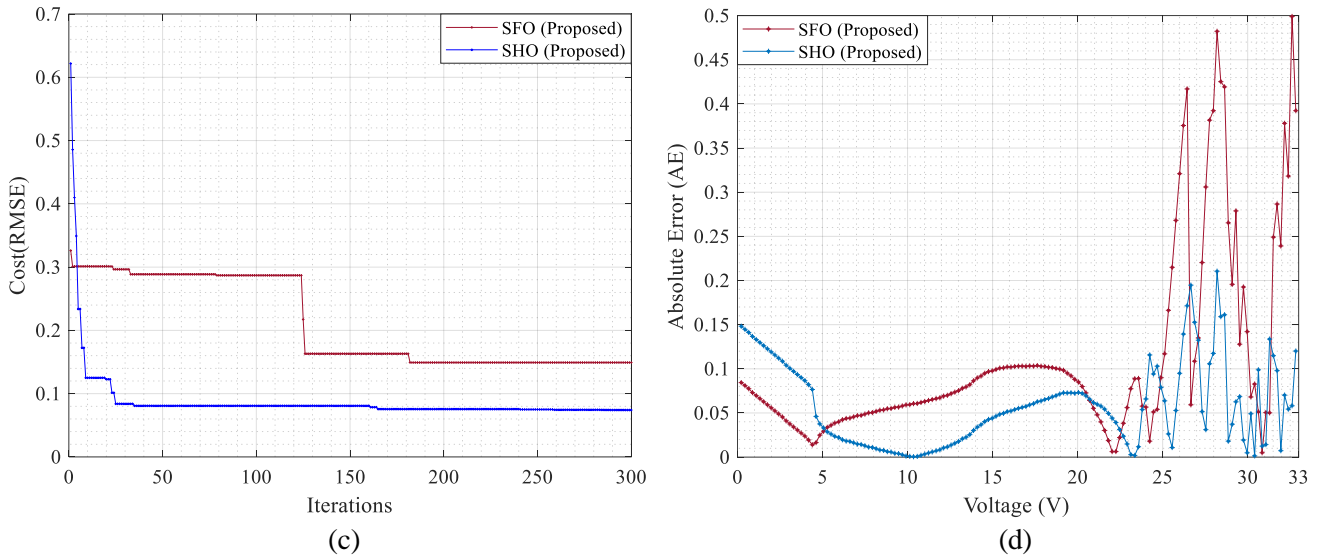 0.7
0.6
0.5
0.4
0.3
0.2
0.1
0
Cost(RMSE)
SFO (Proposed)
SHO (Proposed)
0 50 100 150 200 250 300
Iterations
(c)
0.5
0.45
0.4
0.35
0.3
0.25
0.2
0.15
0.1
0.05
0
Absolute Error (AE)
SFO (Proposed)
SHO (Proposed)
0 5 10 15 20 25 30 33
Voltage (V)
(d)